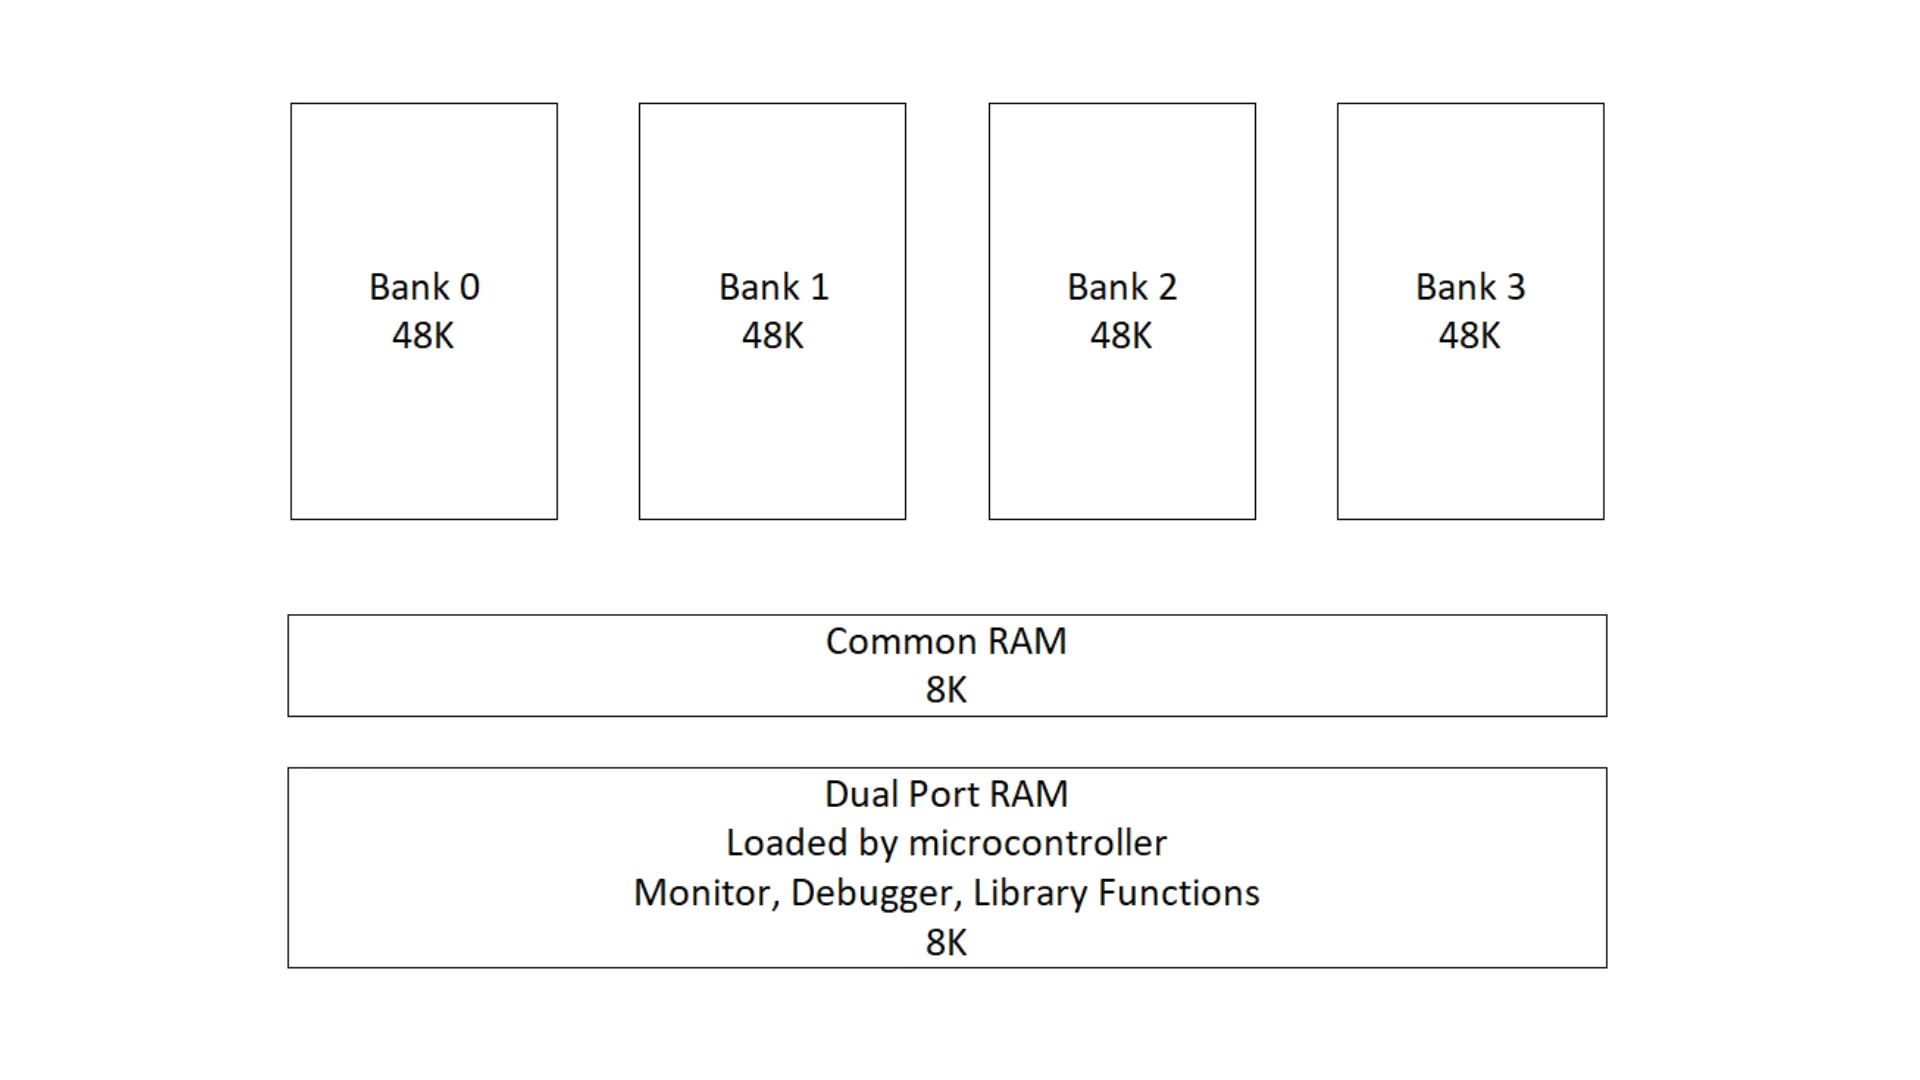 Bank 0
48K
Bank 1
48K
Bank 2
48K
Bank 3
48K
Common RAM
8K
Dual Port RAM
Loaded by microcontroller
Monitor, Debugger, Library Functions
8K